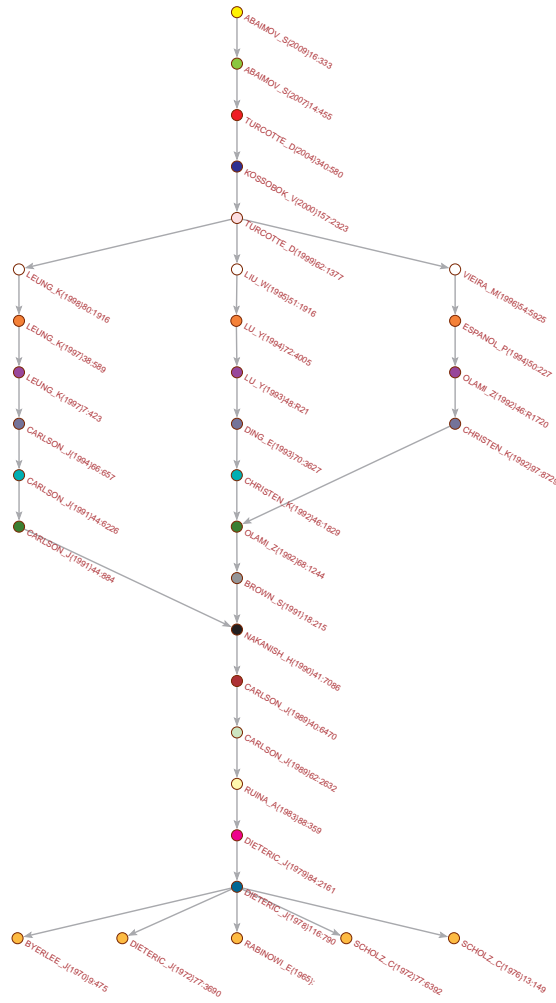 ABAIMOV_S(2009)16:333
ABAIMOV_S(2007)14:455
TURCOTTE_D(2004)340:580
KOSSOBOK_V(2000)157:2323
TURCOTTE_D(1999)62:1377
LEUNG_K(1998)80:1916
LIU_W(1995)51:1916
VIEIRA_M(1996)54:5925
LEUNG_K(1997)38:589
LU_Y(1994)72:4005
ESPANOL_P(1994)50:227
LEUNG_K(1997)7:423
LU_Y(1993)48:R21
OLAMI_Z(1992)46:R1720
CARLSON_J(1994)66:657
DING_E(1993)70:3627
CHRISTEN_K(1992)97:8729
CARLSON_J(1991)44:6226
CHRISTEN_K(1992)46:1829
CARLSON_J(1991)44:884
OLAMI_Z(1992)68:1244
BROWN_S(1991)18:215
NAKANISH_H(1990)41:7086
CARLSON_J(1989)40:6470
CARLSON_J(1989)62:2632
RUINA_A(1983)88:359
DIETERIC_J(1979)84:2161
DIETERIC_J(1978)116:790
BYERLEE_J(1970)9:475
DIETERIC_J(1972)77:3690
RABINOWI_E(1965):
SCHOLZ_C(1972)77:6392
SCHOLZ_C(1976)13:149